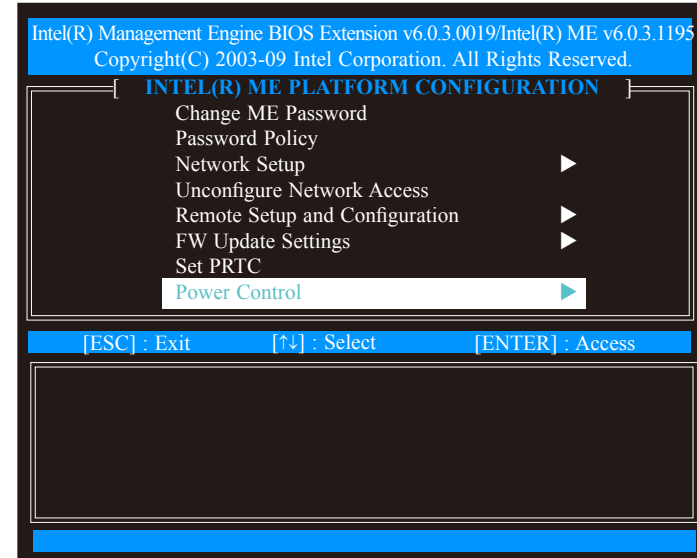 Intel(R) Management Engine BIOS Extension v6.0.3.0019/Intel(R) ME v6.0.3.1195
Copyright(C) 2003-09 Intel Corporation. All Rights Reserved.
[ INTEL(R) ME PLATFORM CONFIGURATION ]
Change ME Password
Password Policy
Network Setup ▶
Unconfigure Network Access
Remote Setup and Configuration ▶
FW Update Settings ▶
Set PRTC
Power Control ▶
[ESC] : Exit [↑↓] : Select [ENTER] : Access